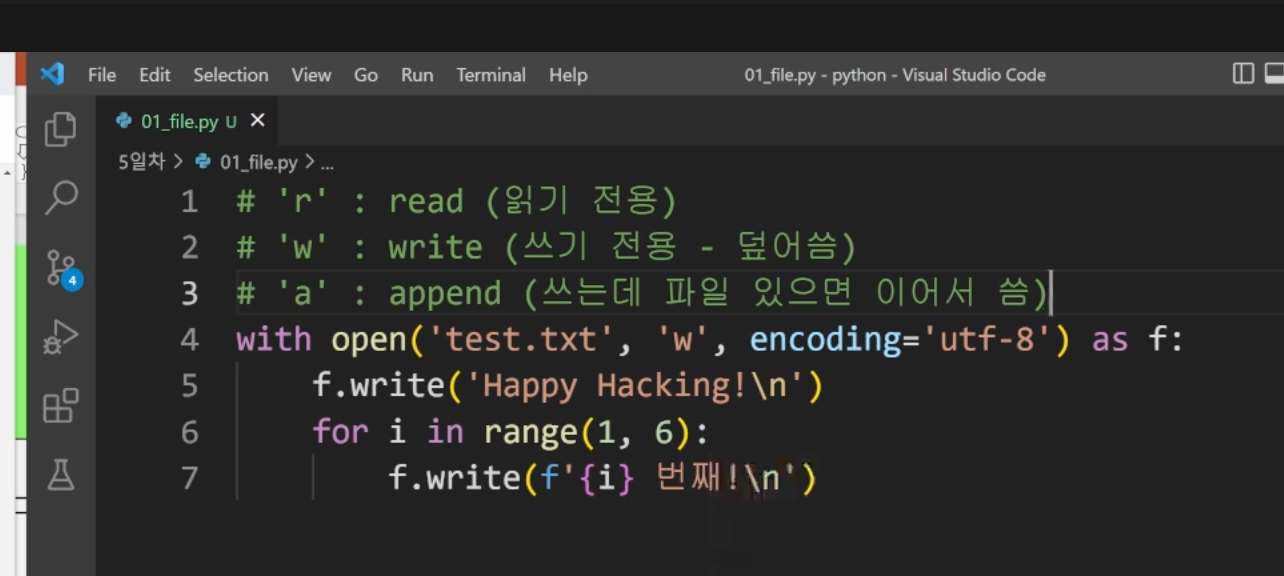 File Edit Selection View Go Run Terminal Help 01_file.py - python - Visual Studio Code
01_file.py U ×
5일차 > 01_file.py > ...
1 # 'r' : read (읽기 전용)
2 # 'w' : write (쓰기 전용 - 덮어씀)
3 # 'a' : append (쓰는데 파일 있으면 이어서 씀)
4 with open('test.txt', 'w', encoding='utf-8') as f:
5     f.write('Happy Hacking!\n')
6     for i in range(1, 6):
7         f.write(f'{i} 번째!\n')
4